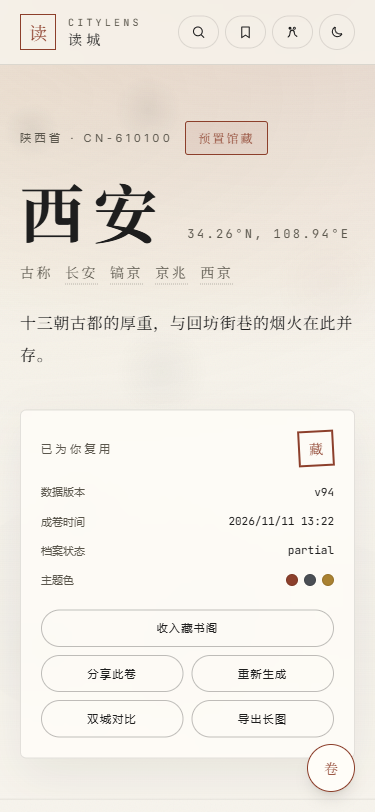 读
CITYLENS
读城
陕西省 · CN-610100
预置馆藏
西安
34.26°N, 108.94°E
古称 长安 镐京 京兆 西京
十三朝古都的厚重，与回坊街巷的烟火在此并
存。
已为你复用
藏
数据版本 v94
成卷时间 2026/11/11 13:22
档案状态 partial
主题色
收入藏书阁
分享此卷 重新生成
双城对比 导出长图
卷